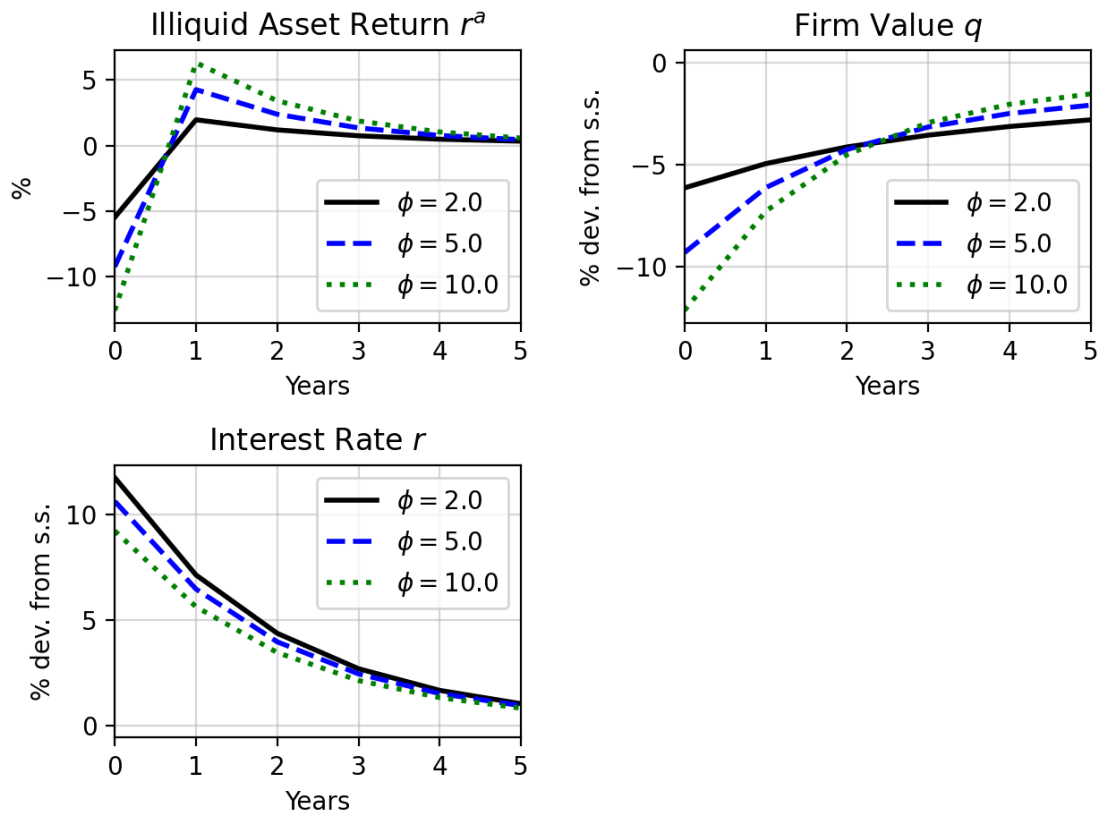 Illiquid Asset Return r^a
%
5
0
−5
−10
ϕ = 2.0
ϕ = 5.0
ϕ = 10.0
0 1 2 3 4 5
Years
Firm Value q
% dev. from s.s.
0
−5
−10
ϕ = 2.0
ϕ = 5.0
ϕ = 10.0
0 1 2 3 4 5
Years
Interest Rate r
% dev. from s.s.
10
5
0
ϕ = 2.0
ϕ = 5.0
ϕ = 10.0
0 1 2 3 4 5
Years